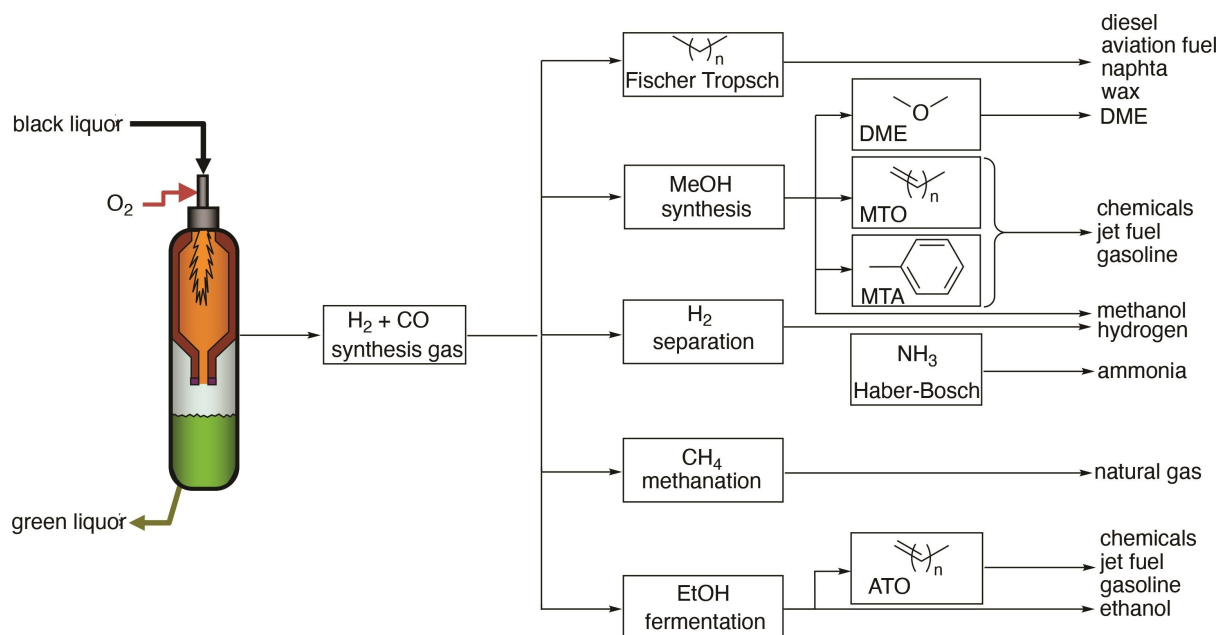 black liquor
O2
green liquor
H2 + CO
synthesis gas
n
Fischer Tropsch
diesel
aviation fuel
naphta
wax
MeOH
synthesis
O
DME
DME
n
MTO
MTA
chemicals
jet fuel
gasoline
methanol
H2
separation
hydrogen
NH3
Haber-Bosch
ammonia
CH4
methanation
natural gas
EtOH
fermentation
n
ATO
chemicals
jet fuel
gasoline
ethanol